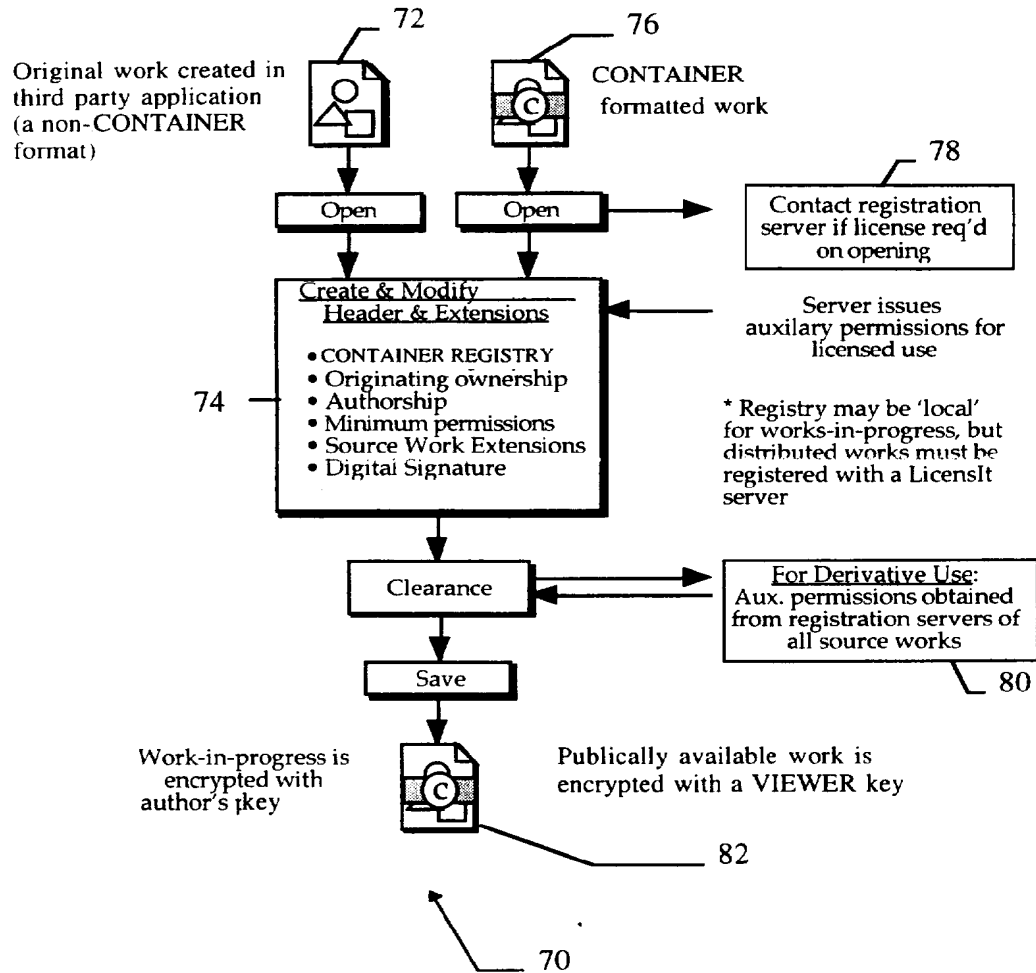 72
76
Original work created in
third party application
(a non-CONTAINER
format)
CONTAINER
formatted work
C
78
Open
Open
Contact registration
server if license req'd
on opening
Create & Modify
Header & Extensions
• CONTAINER REGISTRY
• Originating ownership
• Authorship
• Minimum permissions
• Source Work Extensions
• Digital Signature
74
Server issues
auxilary permissions for
licensed use
* Registry may be 'local'
for works-in-progress, but
distributed works must be
registered with a LicensIt
server
Clearance
For Derivative Use:
Aux. permissions obtained
from registration servers of
all source works
80
Save
Work-in-progress is
encrypted with
author's key
C
Publically available work is
encrypted with a VIEWER key
82
70